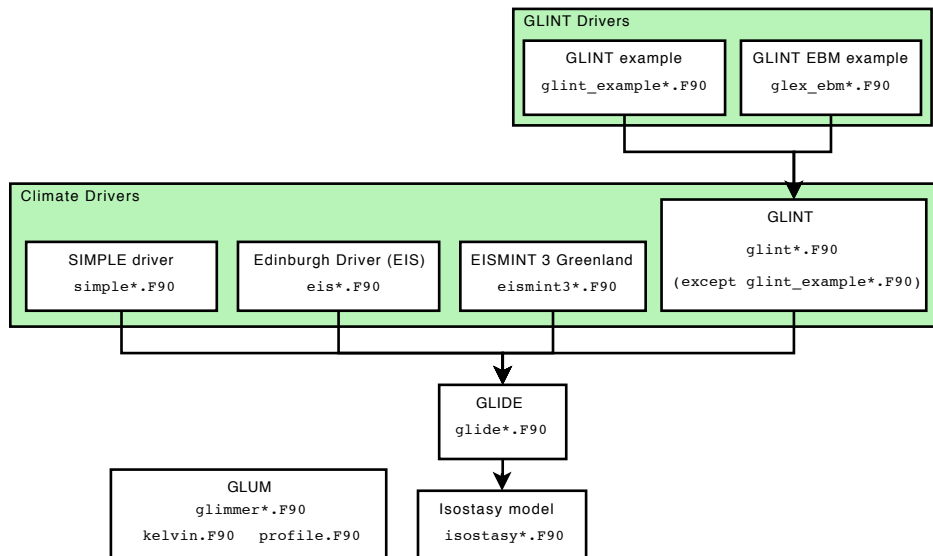 GLINT Drivers
GLINT example
glint_example*.F90
GLINT EBM example
glex_ebm*.F90
Climate Drivers
SIMPLE driver
simple*.F90
Edinburgh Driver (EIS)
eis*.F90
EISMINT 3 Greenland
eismint3*.F90
GLINT
glint*.F90
(except glint_example*.F90)
GLIDE
glide*.F90
GLUM
glimmer*.F90
kelvin.F90 profile.F90
Isostasy model
isostasy*.F90